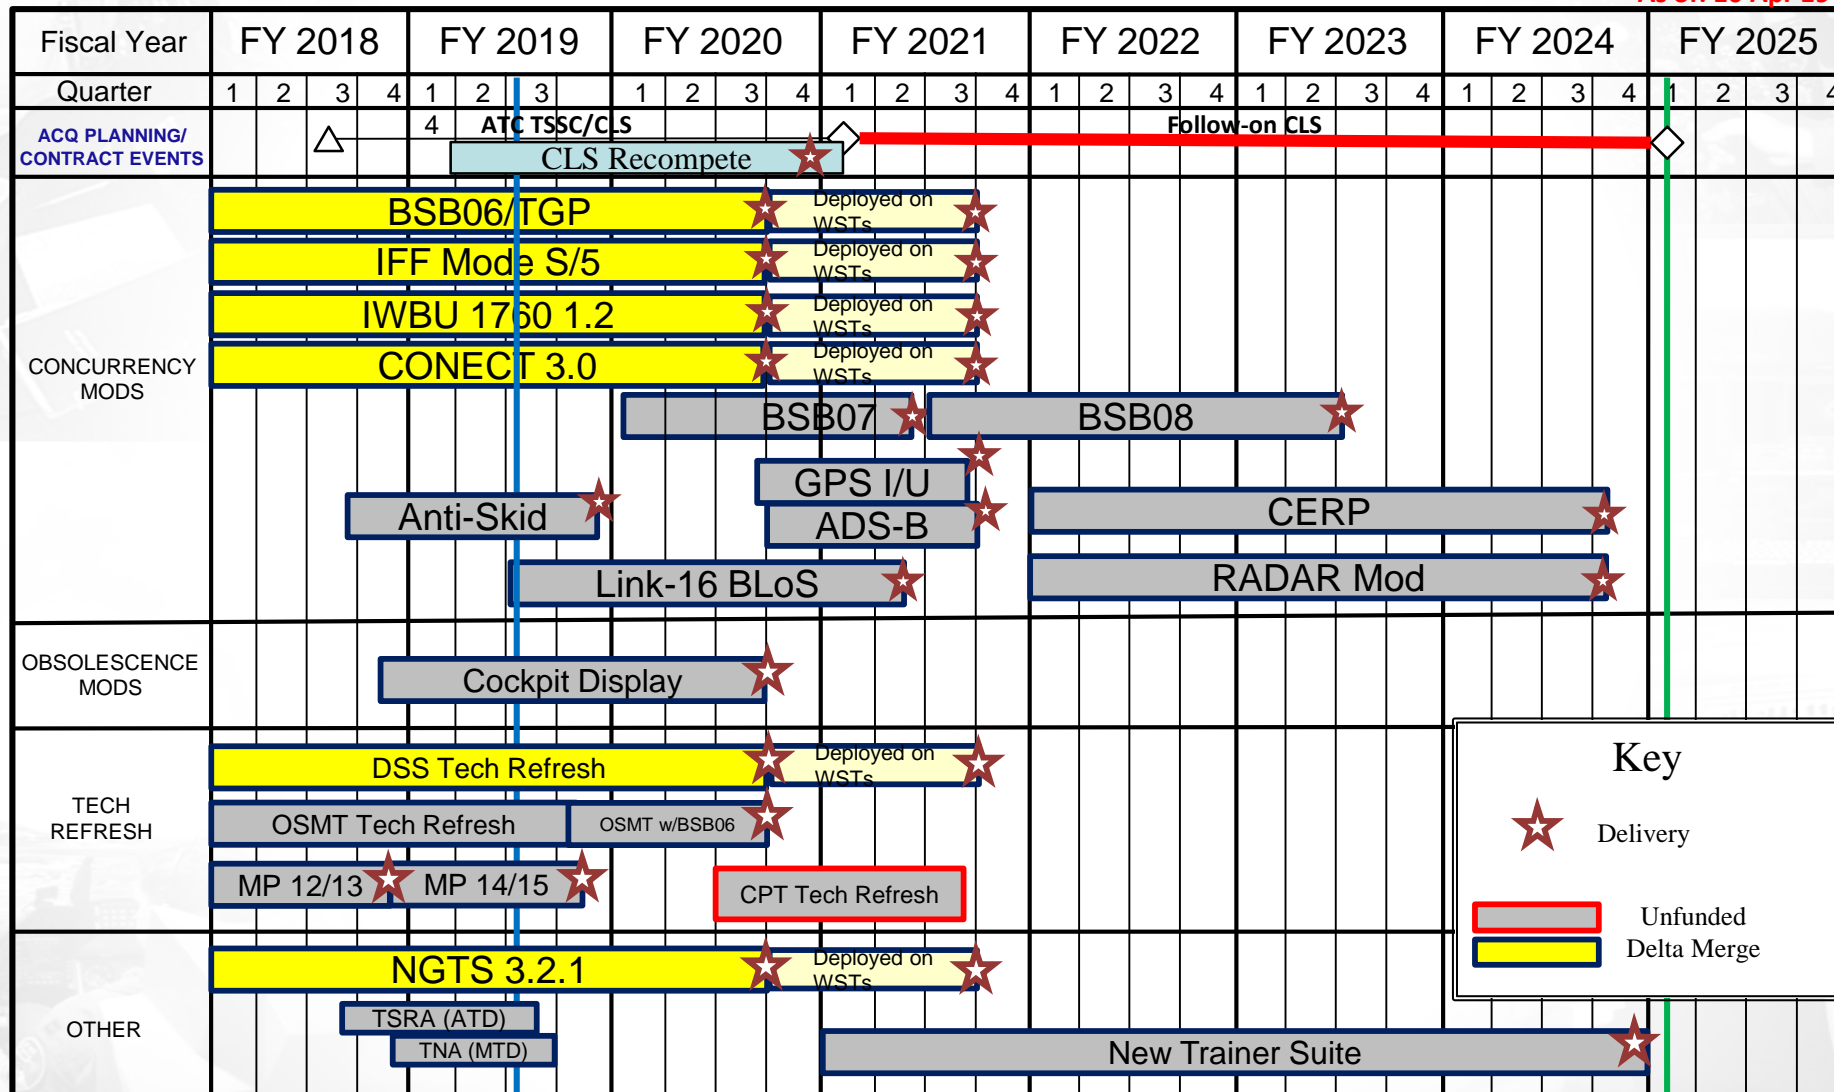 Fiscal Year FY 2018 FY 2019 FY 2020 FY 2021 FY 2022 FY 2023 FY 2024 FY 2025
Quarter 1 2 3 4 1 2 3 1 2 3 4 1 2 3 4 1 2 3 4 1 2 3 4 1 2 3 4 1 2 3 4
ACQ PLANNING/
CONTRACT EVENTS
4 ATC TSSC/CLS
Follow-on CLS
CLS Recompete
CONCURRENCY
MODS
BSB06/TGP
Deployed on
WSTs
IFF Mode S/5
Deployed on
WSTs
IWBU 1760 1.2
Deployed on
WSTs
CONECT 3.0
Deployed on
WSTs
BSB07
BSB08
GPS I/U
Anti-Skid
ADS-B
CERP
Link-16 BLoS
RADAR Mod
OBSOLESCENCE
MODS
Cockpit Display
TECH
REFRESH
DSS Tech Refresh
Deployed on
WSTs
OSMT Tech Refresh
OSMT w/BSB06
MP 12/13
MP 14/15
CPT Tech Refresh
OTHER
NGTS 3.2.1
Deployed on
WSTs
TSRA (ATD)
TNA (MTD)
New Trainer Suite
Key
Delivery
Unfunded
Delta Merge